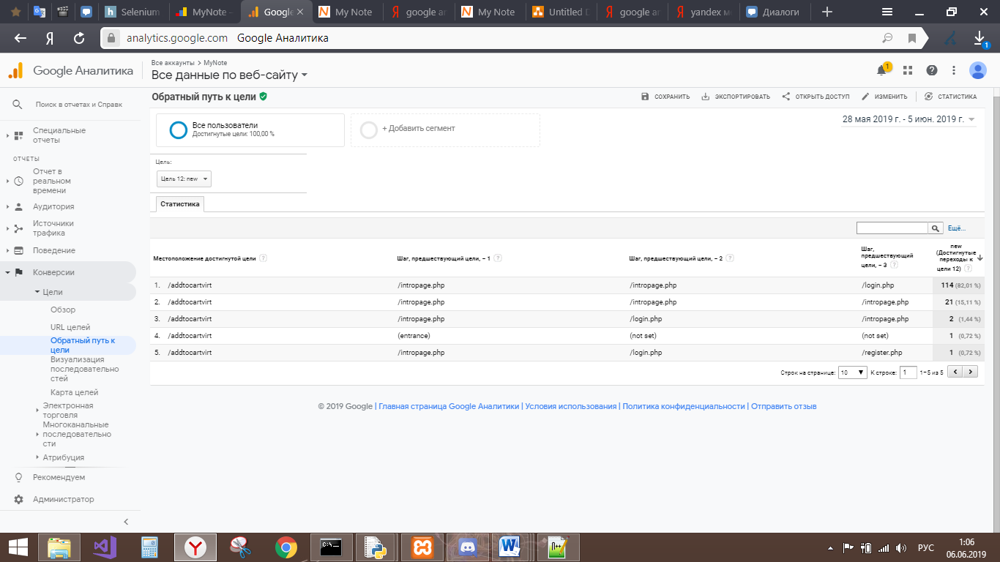 Selenium
MyNote –
Google
My Note
google ar
My Note
Untitled D
google ar
yandex м
Диалоги
analytics.google.com Google Аналитика
1
Google Аналитика
Все аккаунты > MyNote
Все данные по веб-сайту
1
Поиск в отчетах и Справк
Специальные
отчеты
ОТЧЕТЫ
Отчет в
реальном
времени
Аудитория
Источники
трафика
Поведение
Конверсии
Цели
Обзор
URL целей
Обратный путь к
цели
Визуализация
последовательно
стей
Карта целей
Электронная
торговля
Многоканальные
последовательно
сти
Атрибуция
Рекомендуем
Администратор
Обратный путь к цели
СОХРАНИТЬ
ЭКСПОРТИРОВАТЬ
ОТКРЫТЬ ДОСТУП
ИЗМЕНИТЬ
СТАТИСТИКА
Все пользователи
Достигнутые цели: 100,00 %
+ Добавить сегмент
28 мая 2019 г. - 5 июн. 2019 г.
Цель:
Цель 12: new
Статистика
Ещё...
Местоположение достигнутой цели ?
Шаг, предшествующий цели, – 1 ?
Шаг, предшествующий цели, – 2 ?
Шаг,
предшествующий
цели, – 3 ?
new
(Достигнутые
переходы к
цели 12) ?
1. /addtocartvirt /intropage.php /intropage.php /login.php 114 (82,01 %)
2. /addtocartvirt /intropage.php /intropage.php /intropage.php 21 (15,11 %)
3. /addtocartvirt /intropage.php /login.php /intropage.php 2 (1,44 %)
4. /addtocartvirt (entrance) (not set) (not set) 1 (0,72 %)
5. /addtocartvirt /intropage.php /login.php /register.php 1 (0,72 %)
Строк на странице: 10 К строке: 1 1–5 из 5
© 2019 Google | Главная страница Google Аналитики | Условия использования | Политика конфиденциальности | Отправить отзыв
РУС
1:06
06.06.2019